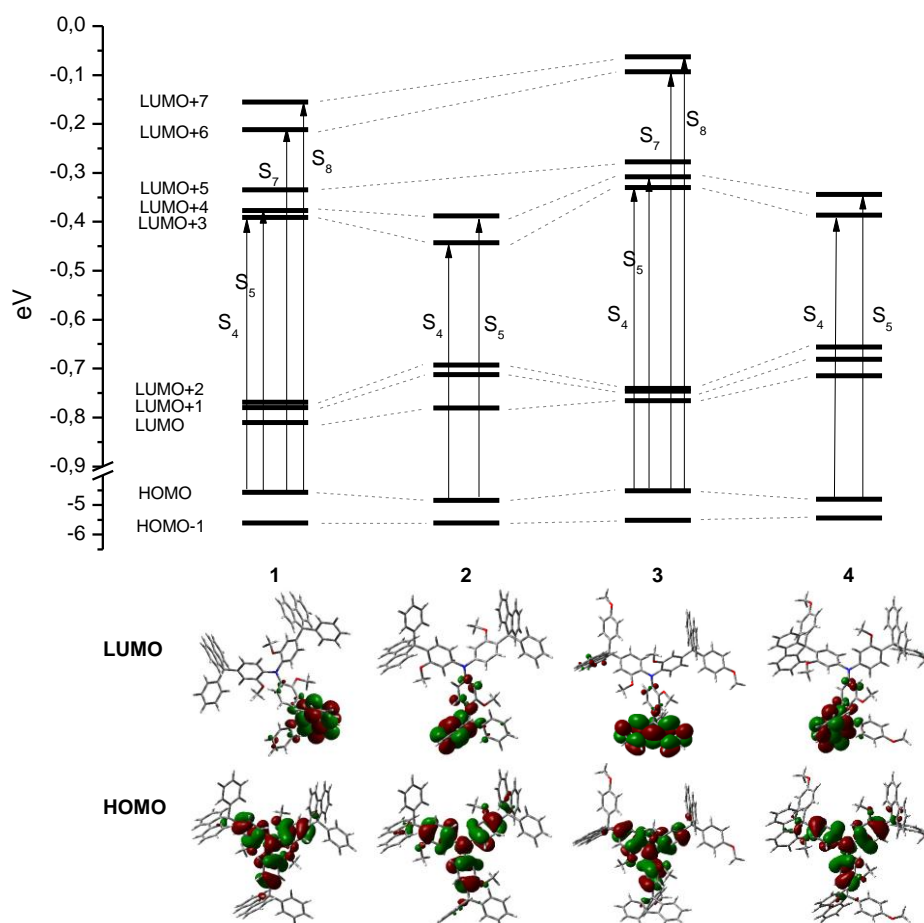 0,0
-0,1
-0,2
-0,3
-0,4
-0,5
-0,6
-0,7
-0,8
-0,9
-5
-6
eV
LUMO+7
LUMO+6
LUMO+5
LUMO+4
LUMO+3
LUMO+2
LUMO+1
LUMO
HOMO
HOMO-1
S4
S5
S7
S8
S4
S5
S4
S5
S7
S8
S4
S5
1 2 3 4
LUMO
HOMO